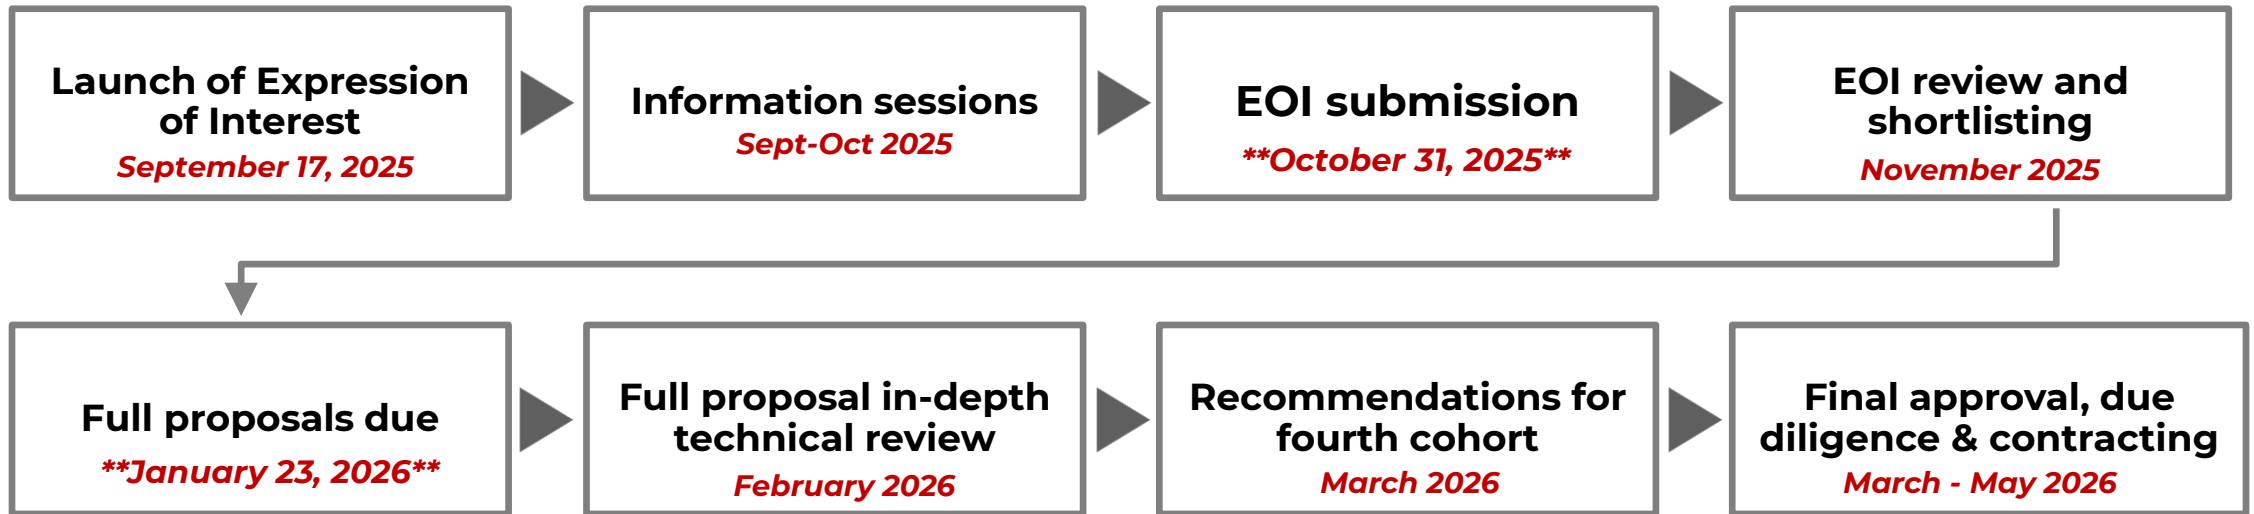 Launch of Expression
of Interest
September 17, 2025
Information sessions
Sept-Oct 2025
EOI submission
**October 31, 2025**
EOI review and
shortlisting
November 2025
Full proposals due
**January 23, 2026**
Full proposal in-depth
technical review
February 2026
Recommendations for
fourth cohort
March 2026
Final approval, due
diligence & contracting
March - May 2026